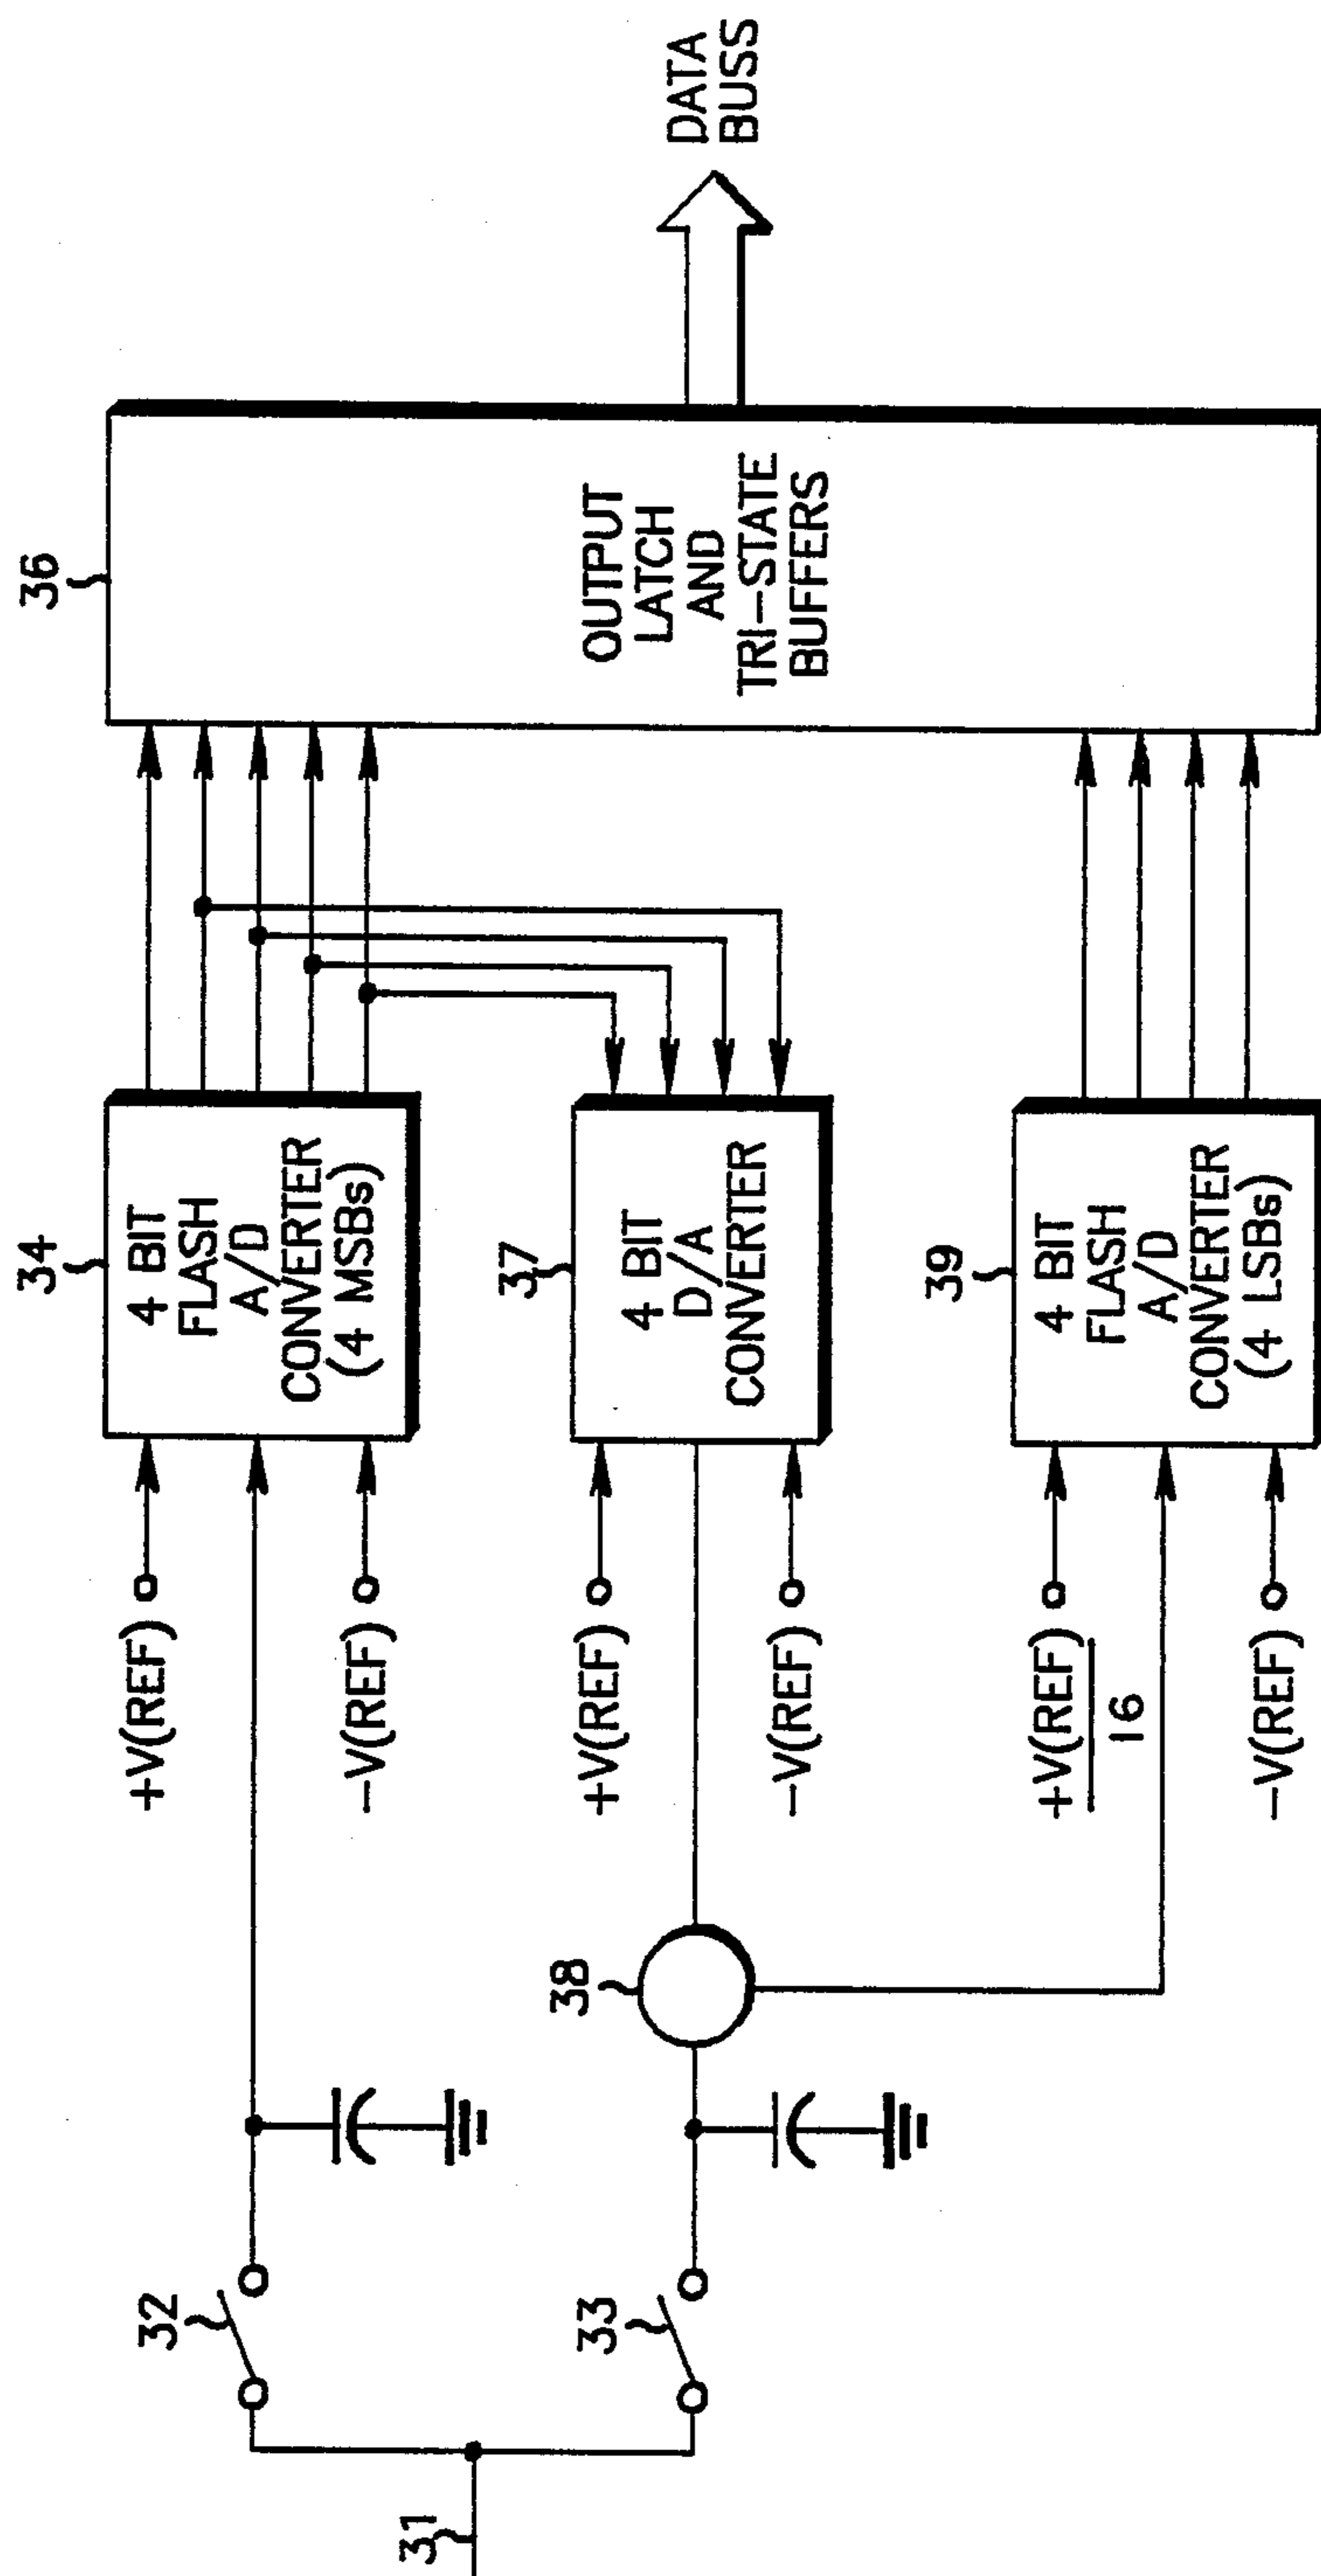 31
32
33
38
+V(REF)
-V(REF)
34
4 BIT
FLASH
A/D
CONVERTER
(4 MSBs)
+V(REF)
-V(REF)
37
4 BIT
D/A
CONVERTER
+V(REF)
16
-V(REF)
39
4 BIT
FLASH
A/D
CONVERTER
(4 LSBs)
36
OUTPUT
LATCH
AND
TRI-STATE
BUFFERS
DATA
BUSS